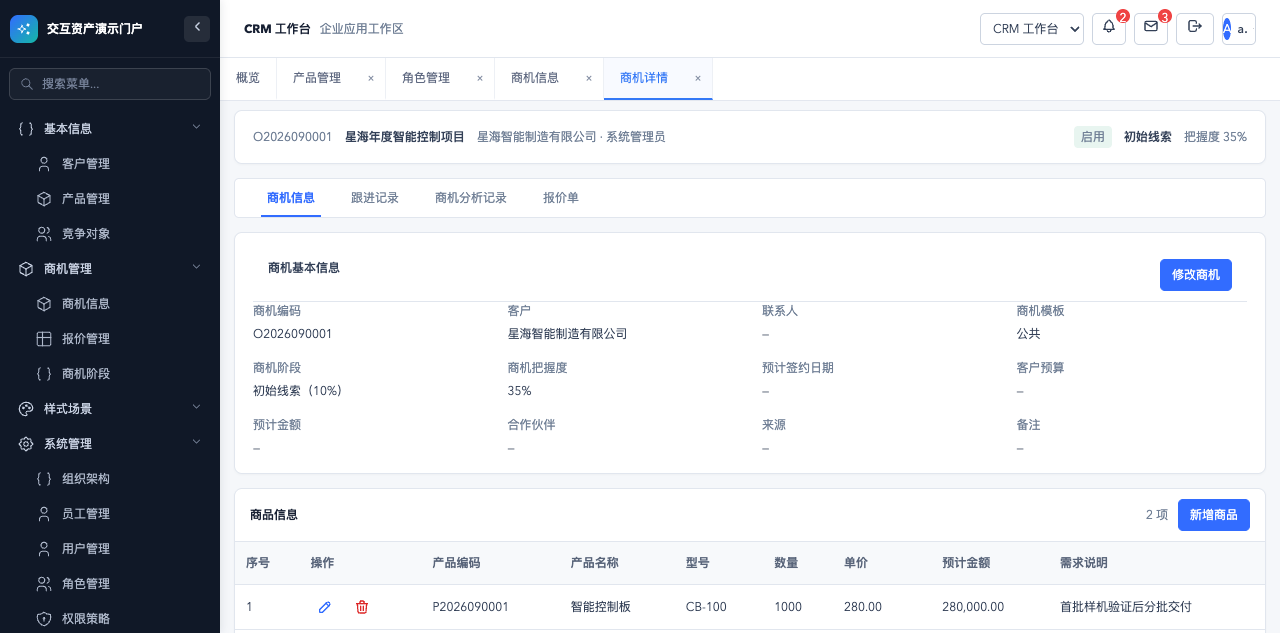 交互资产演示门户
搜索菜单...
基本信息
客户管理
产品管理
竞争对象
商机管理
商机信息
报价管理
商机阶段
样式场景
系统管理
组织架构
员工管理
用户管理
角色管理
权限策略
CRM 工作台 企业应用工作区
CRM 工作台 2 3 A a.
概览 产品管理 × 角色管理 × 商机信息 × 商机详情 ×
O2026090001 星海年度智能控制项目 星海智能制造有限公司 · 系统管理员 启用 初始线索 把握度 35%
商机信息 跟进记录 商机分析记录 报价单
商机基本信息 修改商机
商机编码 客户 联系人 商机模板
O2026090001 星海智能制造有限公司 – 公共
商机阶段 商机把握度 预计签约日期 客户预算
初始线索（10%） 35% – –
预计金额 合作伙伴 来源 备注
– – – –
商品信息 2 项 新增商品
序号 操作 产品编码 产品名称 型号 数量 单价 预计金额 需求说明
1 P2026090001 智能控制板 CB-100 1000 280.00 280,000.00 首批样机验证后分批交付